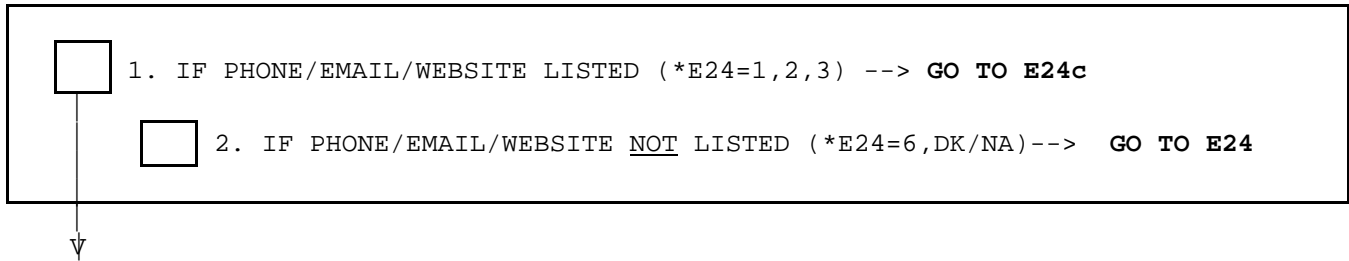 1. IF PHONE/EMAIL/WEBSITE LISTED (*E24=1,2,3) --> GO TO E24c
2. IF PHONE/EMAIL/WEBSITE NOT LISTED (*E24=6,DK/NA)--> GO TO E24
V